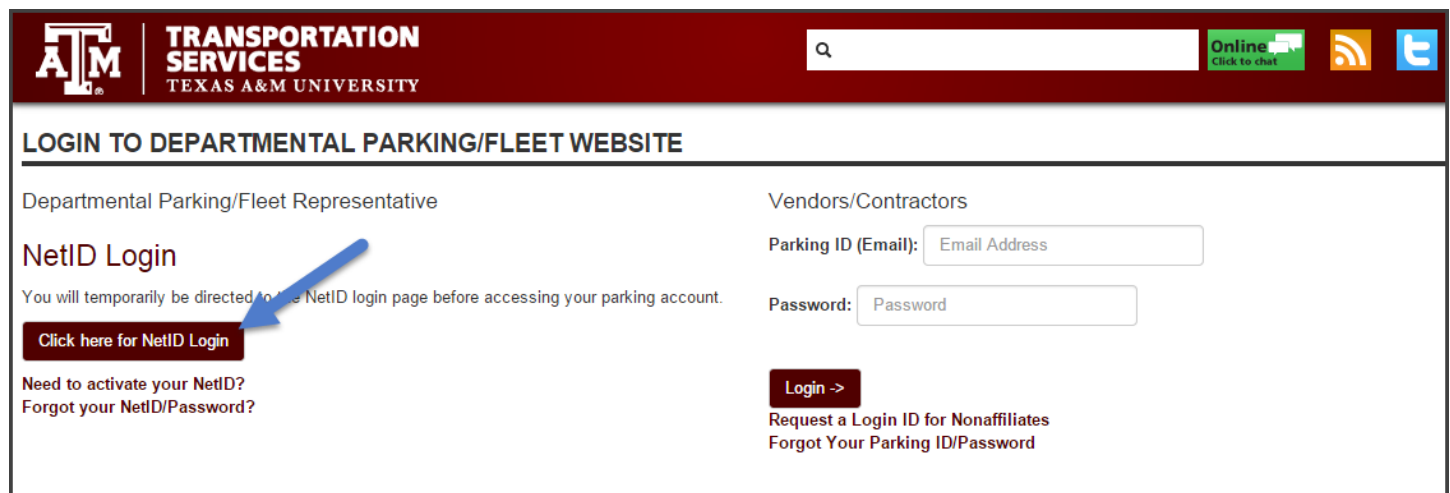 ĀM ®
TRANSPORTATION
SERVICES
TEXAS A&M UNIVERSITY
Online
Click to chat
LOGIN TO DEPARTMENTAL PARKING/FLEET WEBSITE
Departmental Parking/Fleet Representative
NetID Login
You will temporarily be directed to the NetID login page before accessing your parking account.
Click here for NetID Login
Need to activate your NetID?
Forgot your NetID/Password?
Vendors/Contractors
Parking ID (Email): Email Address
Password: Password
Login ->
Request a Login ID for Nonaffiliates
Forgot Your Parking ID/Password